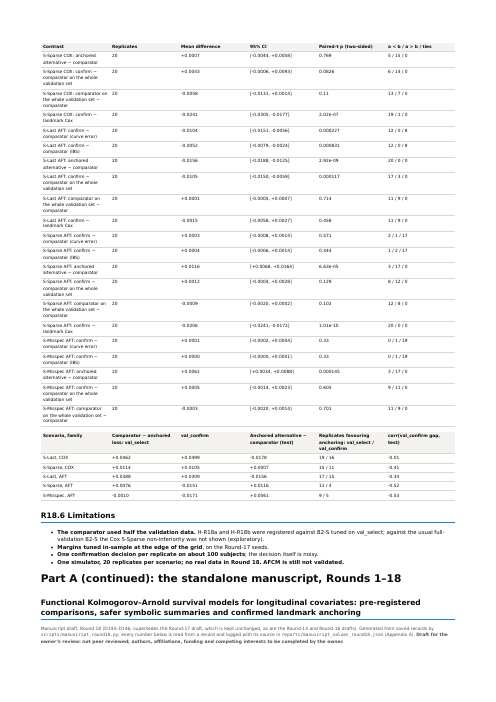 Contrast Replicates Mean difference 95% CI Paired-t p (two-sided) a < b / a > b / ties
S-Sparse COX: anchored alternative − comparator 20 +0.0007 [-0.0044, +0.0058] 0.769 5 / 15 / 0
S-Sparse COX: confirm − comparator on the whole validation set 20 +0.0043 [-0.0006, +0.0093] 0.0826 6 / 14 / 0
S-Sparse COX: comparator on the whole validation set − comparator 20 -0.0058 [-0.0131, +0.0014] 0.11 13 / 7 / 0
S-Sparse COX: confirm − landmark Cox 20 -0.0241 [-0.0305, -0.0177] 2.02e-07 19 / 1 / 0
S-Last AFT: confirm − comparator (curve error) 20 -0.0104 [-0.0151, -0.0056] 0.000227 12 / 0 / 8
S-Last AFT: confirm − comparator (IBS) 20 -0.0052 [-0.0079, -0.0024] 0.000831 12 / 0 / 8
S-Last AFT: anchored alternative − comparator 20 -0.0156 [-0.0188, -0.0125] 2.92e-09 20 / 0 / 0
S-Last AFT: confirm − comparator on the whole validation set 20 -0.0105 [-0.0150, -0.0059] 0.000117 17 / 3 / 0
S-Last AFT: comparator on the whole validation set − comparator 20 +0.0001 [-0.0005, +0.0007] 0.714 11 / 9 / 0
S-Last AFT: confirm − landmark Cox 20 -0.0015 [-0.0058, +0.0027] 0.458 11 / 9 / 0
S-Sparse AFT: confirm − comparator (curve error) 20 +0.0003 [-0.0008, +0.0014] 0.571 2 / 1 / 17
S-Sparse AFT: confirm − comparator (IBS) 20 +0.0004 [-0.0006, +0.0014] 0.444 1 / 2 / 17
S-Sparse AFT: anchored alternative − comparator 20 +0.0116 [+0.0068, +0.0164] 6.63e-05 3 / 17 / 0
S-Sparse AFT: confirm − comparator on the whole validation set 20 +0.0012 [-0.0004, +0.0028] 0.129 8 / 12 / 0
S-Sparse AFT: comparator on the whole validation set − comparator 20 -0.0009 [-0.0020, +0.0002] 0.102 12 / 8 / 0
S-Sparse AFT: confirm − landmark Cox 20 -0.0206 [-0.0241, -0.0172] 1.01e-10 20 / 0 / 0
S-Misspec AFT: confirm − comparator (curve error) 20 +0.0001 [-0.0002, +0.0004] 0.33 0 / 1 / 19
S-Misspec AFT: confirm − comparator (IBS) 20 +0.0000 [-0.0000, +0.0001] 0.33 0 / 1 / 19
S-Misspec AFT: anchored alternative − comparator 20 +0.0061 [+0.0034, +0.0088] 0.000145 3 / 17 / 0
S-Misspec AFT: confirm − comparator on the whole validation set 20 +0.0005 [-0.0014, +0.0023] 0.605 9 / 11 / 0
S-Misspec AFT: comparator on the whole validation set − comparator 20 -0.0003 [-0.0020, +0.0014] 0.701 11 / 9 / 0
Scenario, family Comparator − anchored loss: val_select val_confirm Anchored alternative − comparator (test) Replicates favouring anchoring: val_select / val_confirm corr(val_confirm gap, test)
S-Last, COX +0.0462 +0.0499 -0.0178 19 / 16 -0.01
S-Sparse, COX +0.0114 +0.0105 +0.0007 15 / 11 -0.41
S-Last, AFT +0.0388 +0.0309 -0.0156 17 / 15 -0.34
S-Sparse, AFT +0.0076 -0.0151 +0.0116 11 / 4 -0.52
S-Misspec, AFT -0.0010 -0.0171 +0.0061 9 / 5 -0.53
R18.6 Limitations
• The comparator used half the validation data. H-R18a and H-R18b were registered against B2-S tuned on val_select; against the usual full-validation B2-S the Cox S-Sparse non-inferiority was not shown (exploratory).
• Margins tuned in-sample at the edge of the grid, on the Round-17 seeds.
• One confirmation decision per replicate on about 100 subjects; the decision itself is noisy.
• One simulator, 20 replicates per scenario; no real data in Round 18. AFCM is still not validated.
Part A (continued): the standalone manuscript, Rounds 1–18
Functional Kolmogorov–Arnold survival models for longitudinal covariates: pre-registered
comparisons, safer symbolic summaries and confirmed landmark anchoring
Manuscript draft, Round 18 (D154–D146; supersedes the Round-17 draft, which is kept unchanged, as are the Round-14 and Round-16 drafts). Generated from saved records by
scripts/manuscript_round18.py; every number below is read from a record and logged with its source in reports/manuscript_values_round18.json (Appendix A). Draft for the
owner's review: not peer reviewed; authors, affiliations, funding and competing interests to be completed by the owner.